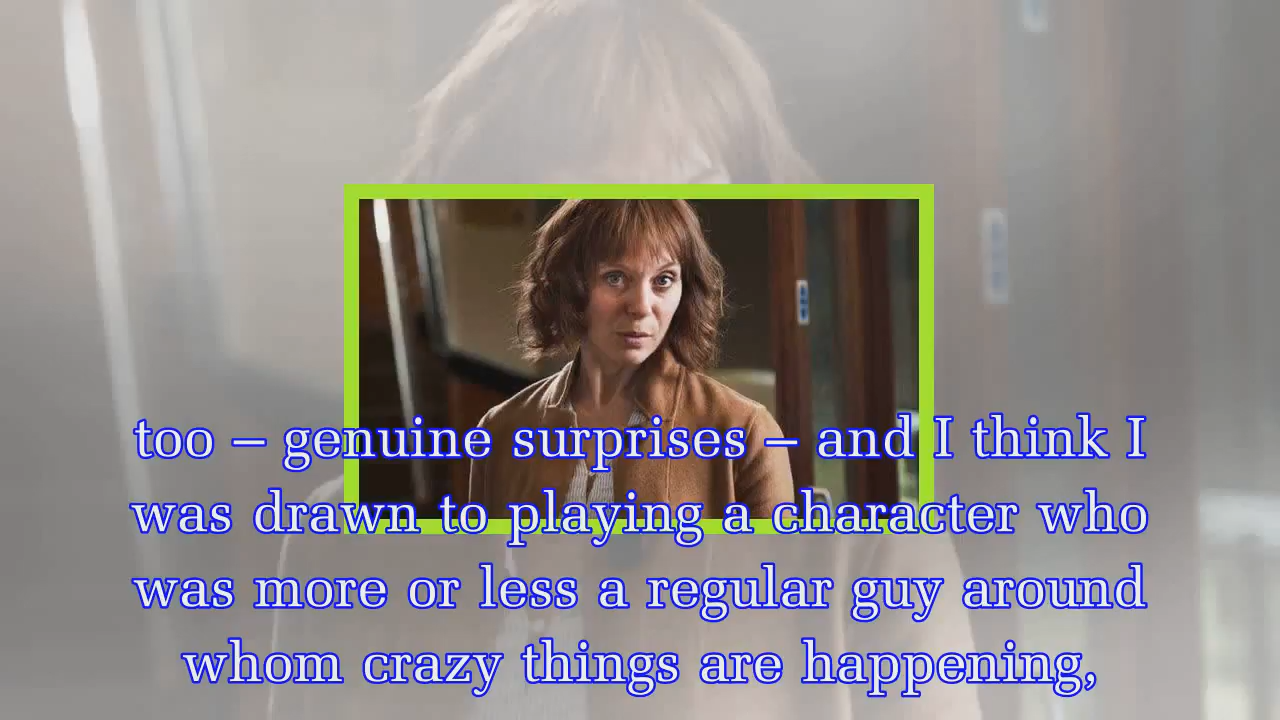 too – genuine surprises – and I think I
was drawn to playing a character who
was more or less a regular guy around
whom crazy things are happening,